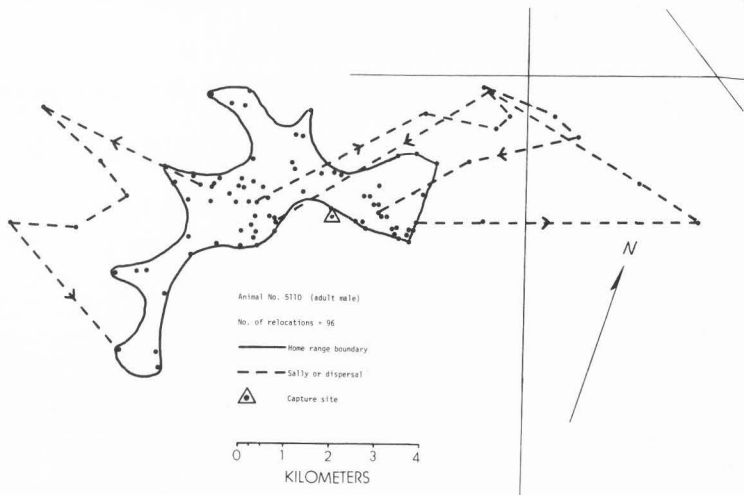 N
Animal No. 5110 (adult male)
No. of relocations = 96
Home range boundary
Sally or dispersal
Capture site
0 1 2 3 4
KILOMETERS